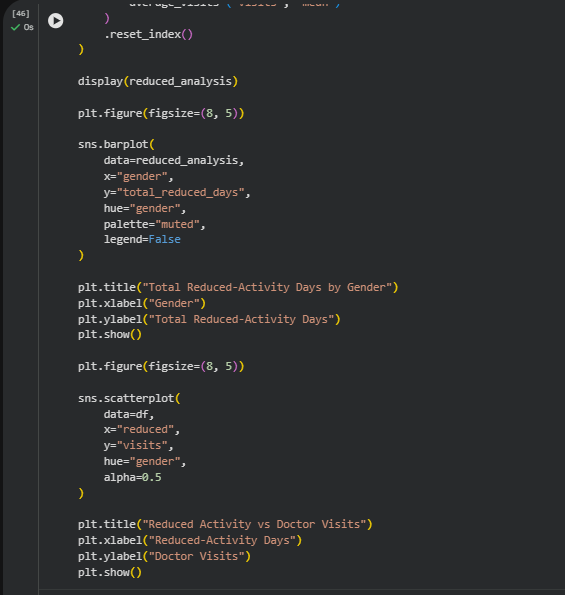 [46]
0s
)
.reset_index()
)
display(reduced_analysis)
plt.figure(figsize=(8, 5))
sns.barplot(
data=reduced_analysis,
x="gender",
y="total_reduced_days",
hue="gender",
palette="muted",
legend=False
)
plt.title("Total Reduced-Activity Days by Gender")
plt.xlabel("Gender")
plt.ylabel("Total Reduced-Activity Days")
plt.show()
plt.figure(figsize=(8, 5))
sns.scatterplot(
data=df,
x="reduced",
y="visits",
hue="gender",
alpha=0.5
)
plt.title("Reduced Activity vs Doctor Visits")
plt.xlabel("Reduced-Activity Days")
plt.ylabel("Doctor Visits")
plt.show()